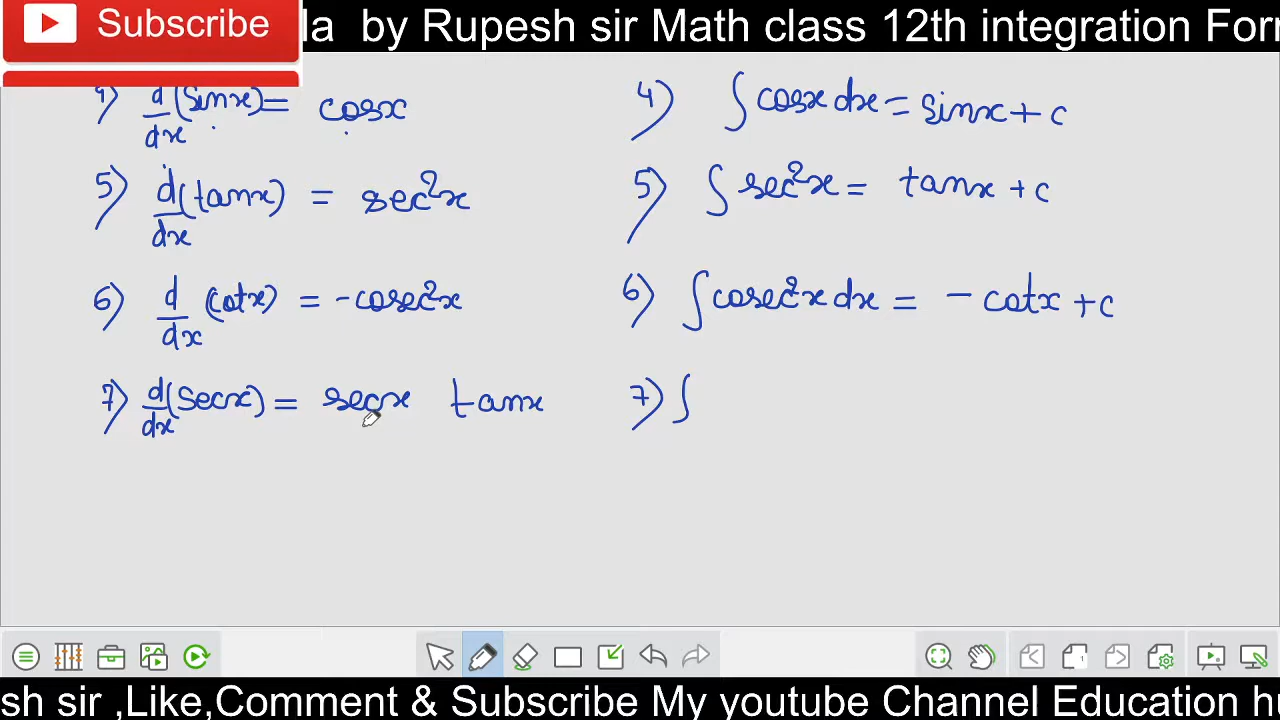 Subscribe
la by Rupesh sir Math class 12th integration For
4) d/dx (sinx) = cosx
4) ∫ cosx dx = sinx + c
5) d/dx (tanx) = sec²x
5) ∫ sec²x = tanx + c
6) d/dx (cotx) = -cosec²x
6) ∫ cosec²x dx = - cotx + c
7) d/dx (secx) = secx tanx
7) ∫
sh sir ,Like,Comment & Subscribe My youtube Channel Education h